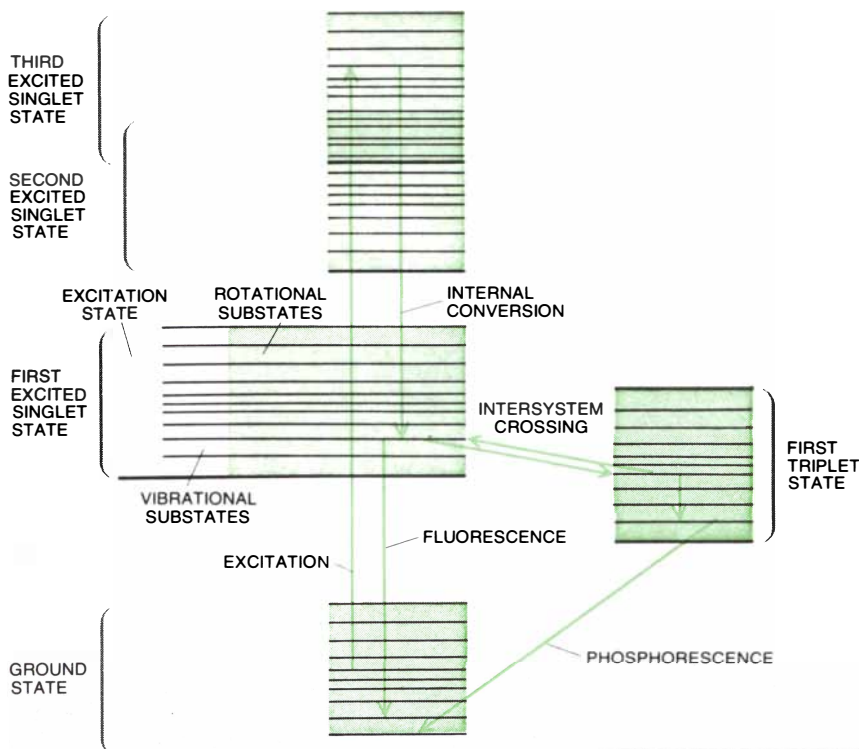 THIRD
EXCITED
SINGLET
STATE
SECOND
EXCITED
SINGLET
STATE
EXCITATION
STATE
ROTATIONAL
SUBSTATES
INTERNAL
CONVERSION
FIRST
EXCITED
SINGLET
STATE
INTERSYSTEM
CROSSING
FIRST
TRIPLET
STATE
VIBRATIONAL
SUBSTATES
EXCITATION
FLUORESCENCE
GROUND
STATE
PHOSPHORESCENCE